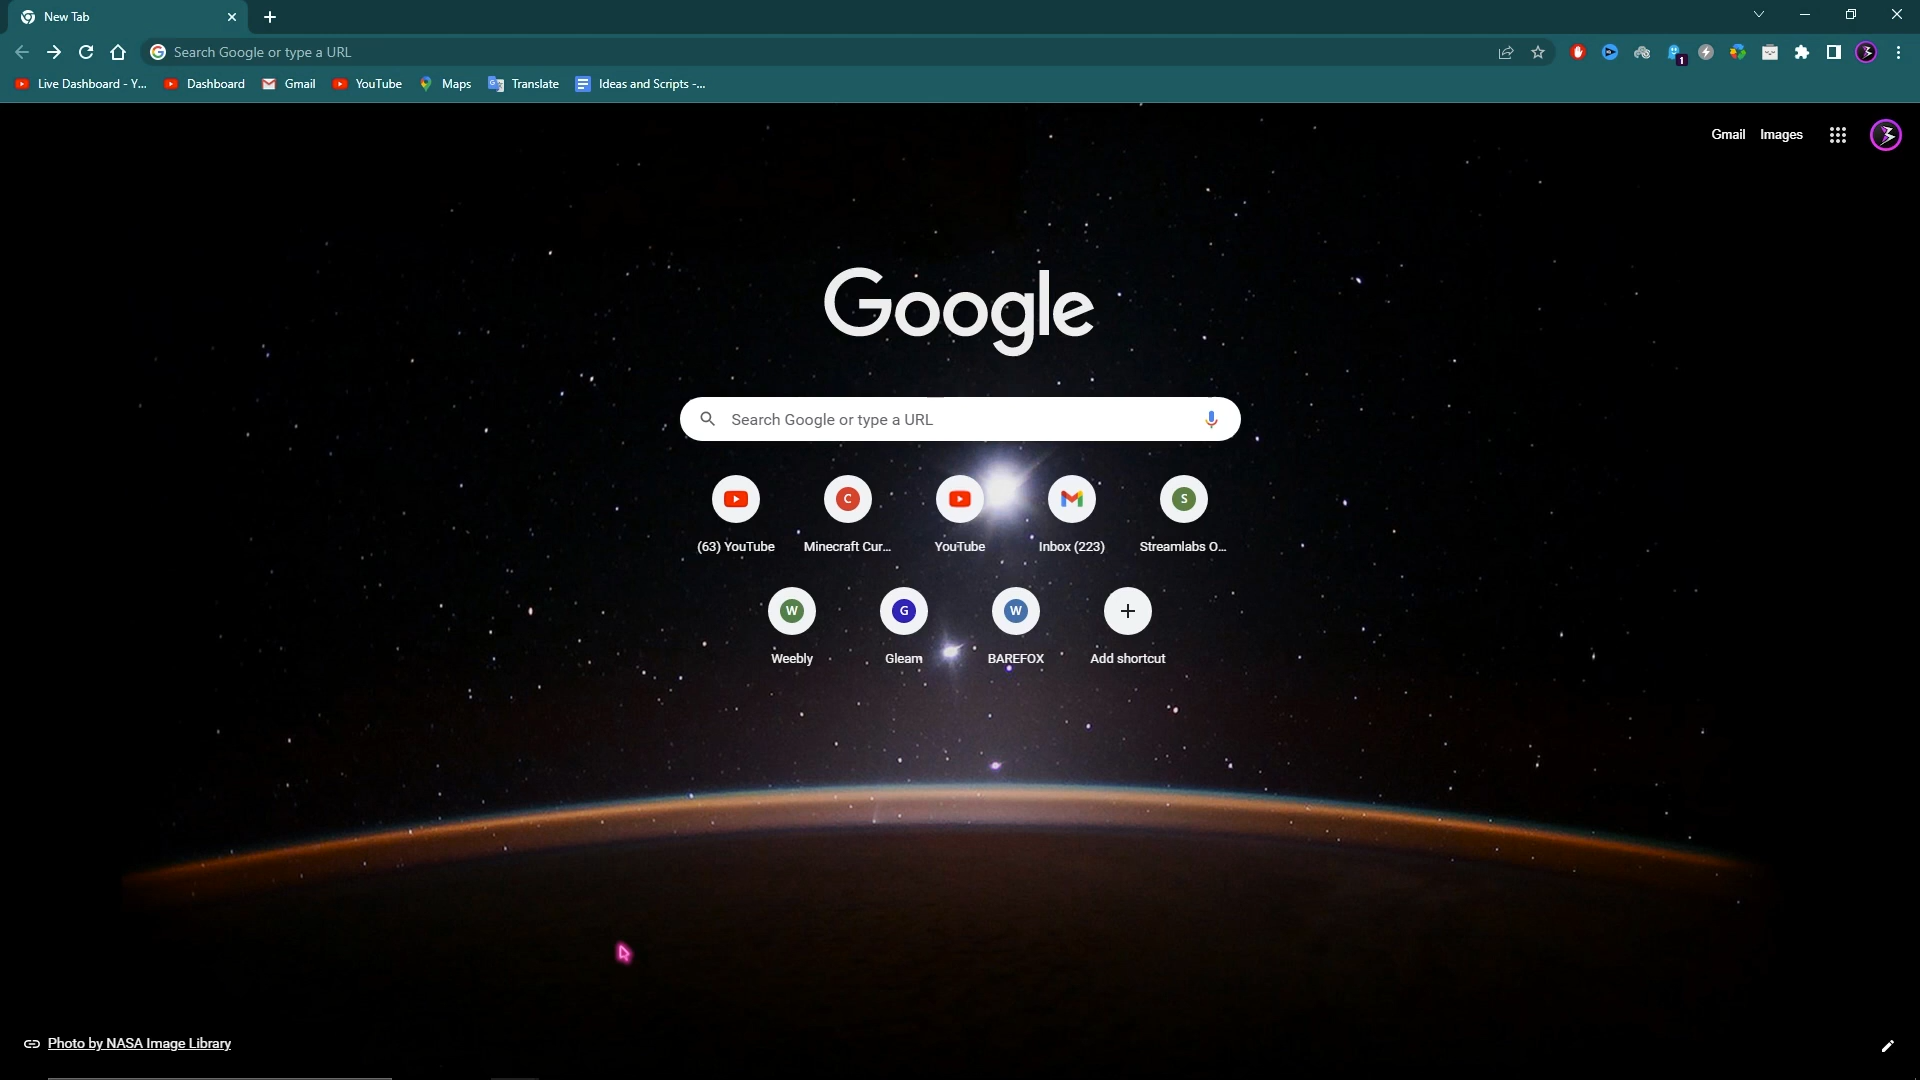 New Tab
Search Google or type a URL
Live Dashboard - Y...
Dashboard
Gmail
YouTube
Maps
Translate
Ideas and Scripts -...
1
Gmail
Images
Google
Search Google or type a URL
C
S
(63) YouTube
Minecraft Cur...
YouTube
Inbox (223)
Streamlabs O...
W
G
W
Weebly
Gleam
BAREFOX
Add shortcut
Photo by NASA Image Library